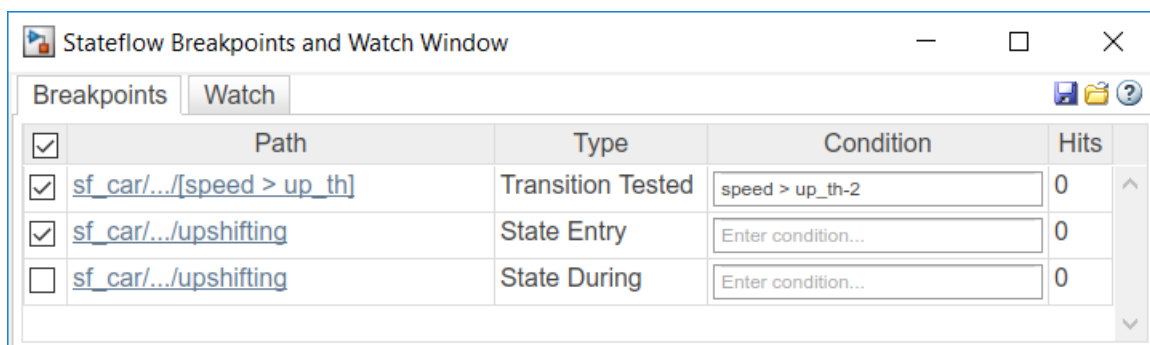 Stateflow Breakpoints and Watch Window
Breakpoints Watch
Path Type Condition Hits
sf_car/.../[speed > up_th] Transition Tested speed > up_th-2 0
sf_car/.../upshifting State Entry Enter condition... 0
sf_car/.../upshifting State During Enter condition... 0